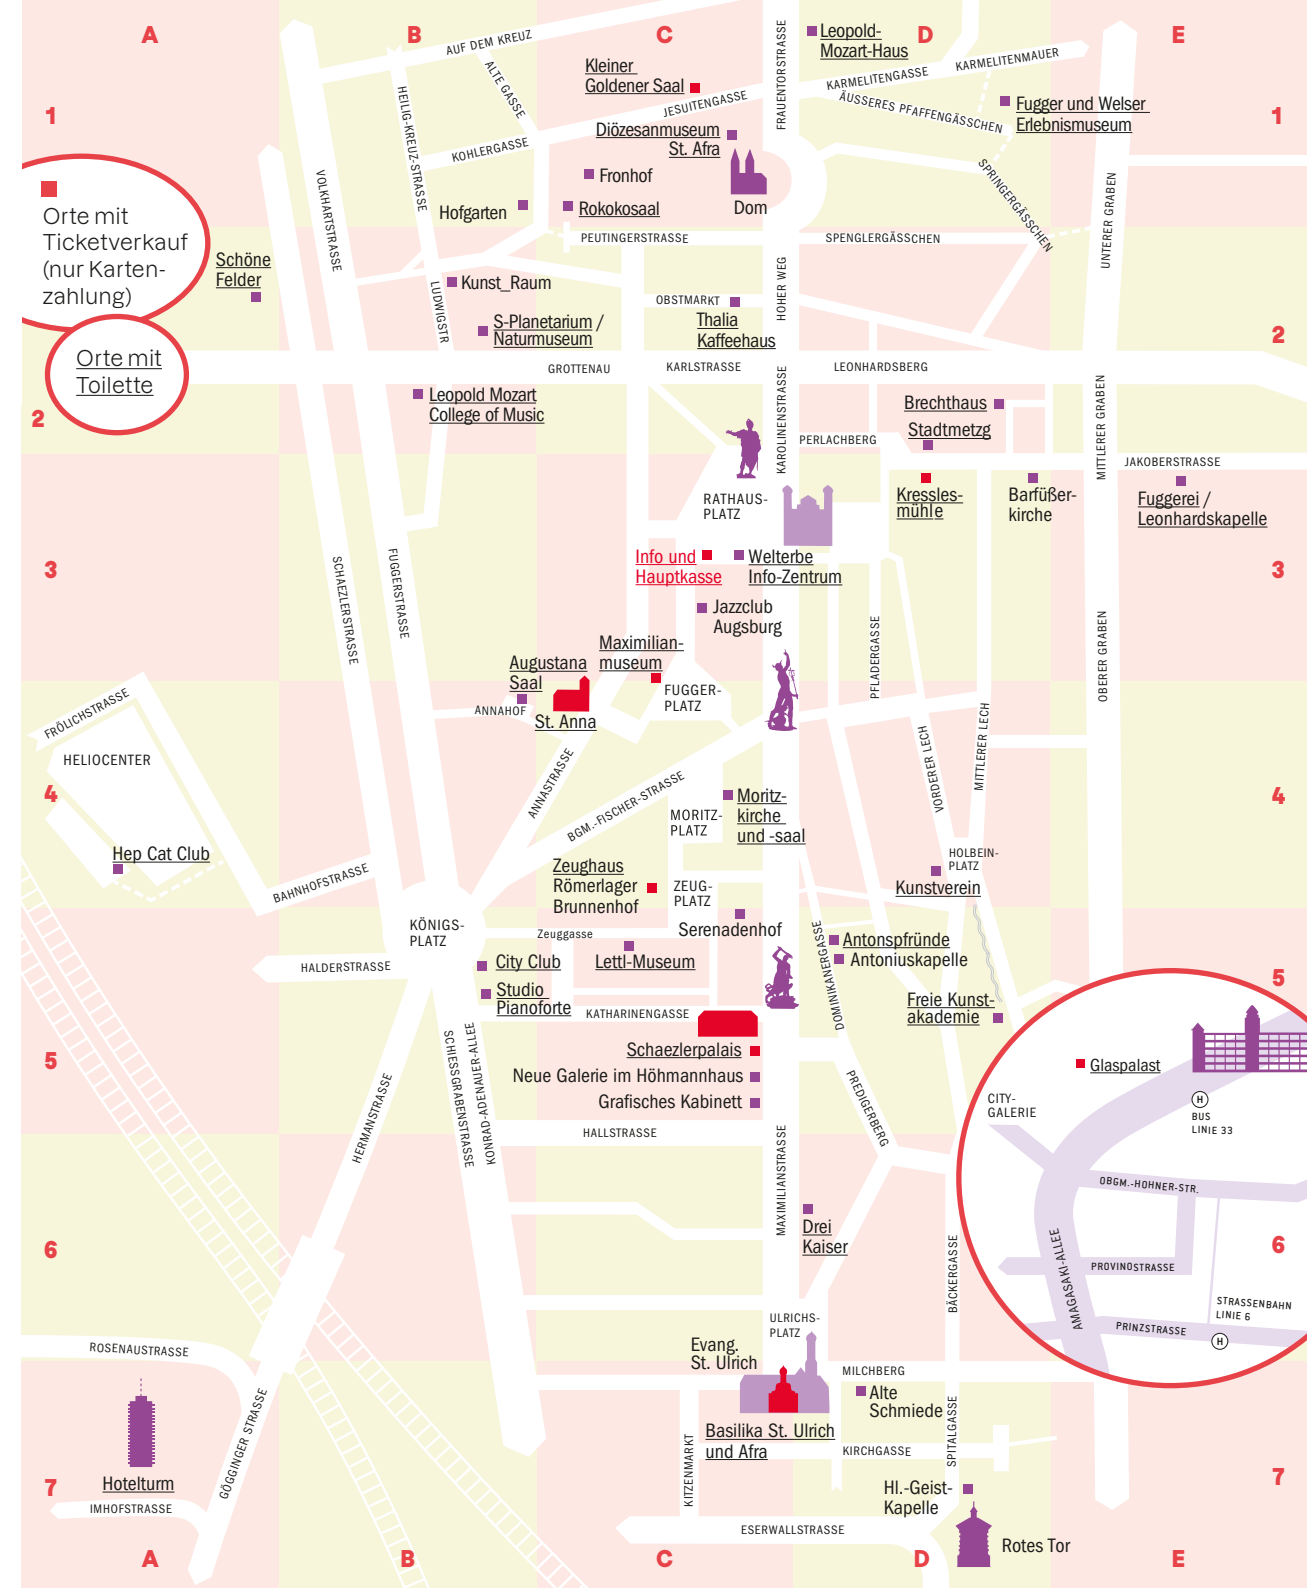 A
B
C
D
E
1
1
AUF DEM KREUZ
ALTE GASSE
FRAUENTORSTRASSE
Leopold-
Mozart-Haus
KARMELITENGASSE
KARMELITENMAUER
ÄUSSERES PFAFFENGÄSSCHEN
Kleiner
Goldener Saal
JESUITENGASSE
Fugger und Welser
Erlebnismuseum
HEILIG-KREUZ-STRASSE
KOHLERGASSE
Diözesanmuseum
St. Afra
Fronhof
Dom
Hofgarten
Rokokosaal
VOLKHARTSTRASSE
SPRINGERGÄSSCHEN
UNTERER GRABEN
Orte mit
Ticketverkauf
(nur Karten-
zahlung)
Orte mit
Toilette
PEUTINGERSTRASSE
SPENGLERGÄSSCHEN
Schöne
Felder
Kunst_Raum
LUDWIGSTR
OBSTMARKT
HOHER WEG
Thalia
Kaffeehaus
S-Planetarium /
Naturmuseum
2
2
GROTTENAU
KARLSTRASSE
LEONHARDSBERG
Leopold Mozart
College of Music
KAROLINENSTRASSE
PERLACHBERG
Brechthaus
Stadtmetzg
MITTLERER GRABEN
JAKOBERSTRASSE
RATHAUS-
PLATZ
Kressles-
mühle
Barfüßer-
kirche
Fuggerei /
Leonhardskapelle
3
3
SCHAEZLERSTRASSE
FUGGERSTRASSE
Info und
Hauptkasse
Welterbe
Info-Zentrum
Jazzclub
Augsburg
PFLADERGASSE
OBERER GRABEN
Maximilian-
museum
Augustana
Saal
FUGGER-
PLATZ
ANNAHOF
St. Anna
FRÖLICHSTRASSE
HELIOCENTER
4
4
ANNASTRASSE
BGM.-FISCHER-STRASSE
MORITZ-
PLATZ
Moritz-
kirche
und -saal
VORDERER LECH
MITTLERER LECH
HOLBEIN-
PLATZ
Kunstverein
Hep Cat Club
BAHNHOFSTRASSE
Zeughaus
Römerlager
Brunnenhof
ZEUG-
PLATZ
Serenadenhof
KÖNIGS-
PLATZ
Zeuggasse
HALDERSTRASSE
City Club
Lettl-Museum
Studio
Pianoforte
KATHARINENGASSE
DOMINIKANERGASSE
Antonspfründe
Antoniuskapelle
Freie Kunst-
akademie
5
5
Schaezlerpalais
Neue Galerie im Höhmannhaus
Grafisches Kabinett
HERMANSTRASSE
SCHIESSGRABENSTRASSE
KONRAD-ADENAUER-ALLEE
HALLSTRASSE
MAXIMILIANSTRASSE
PREDIGERBERG
Glaspalast
CITY-
GALERIE
H
BUS
LINIE 33
OBGM.-HOHNER-STR.
AMAGASAKI-ALLEE
PROVINOSTRASSE
STRASSENBAHN
LINIE 6
PRINZSTRASSE
H
6
6
Drei
Kaiser
BÄCKERGASSE
ULRICHS-
PLATZ
ROSENAUSTRASSE
Evang.
St. Ulrich
MILCHBERG
Alte
Schmiede
Basilika St. Ulrich
und Afra
KIRCHGASSE
SPITALGASSE
KITZENMARKT
GÖGGINGER STRASSE
Hotelturm
IMHOFSTRASSE
7
7
Hl.-Geist-
Kapelle
ESERWALLSTRASSE
Rotes Tor
A
B
C
D
E